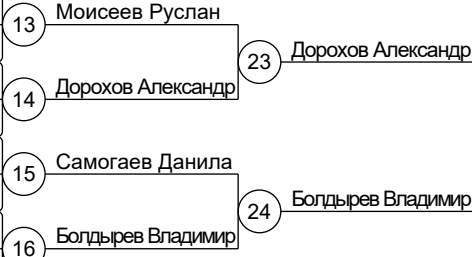 13 Моисеев Руслан
23 Дорохов Александр
14 Дорохов Александр
15 Самогаев Данила
24 Болдырев Владимир
16 Болдырев Владимир